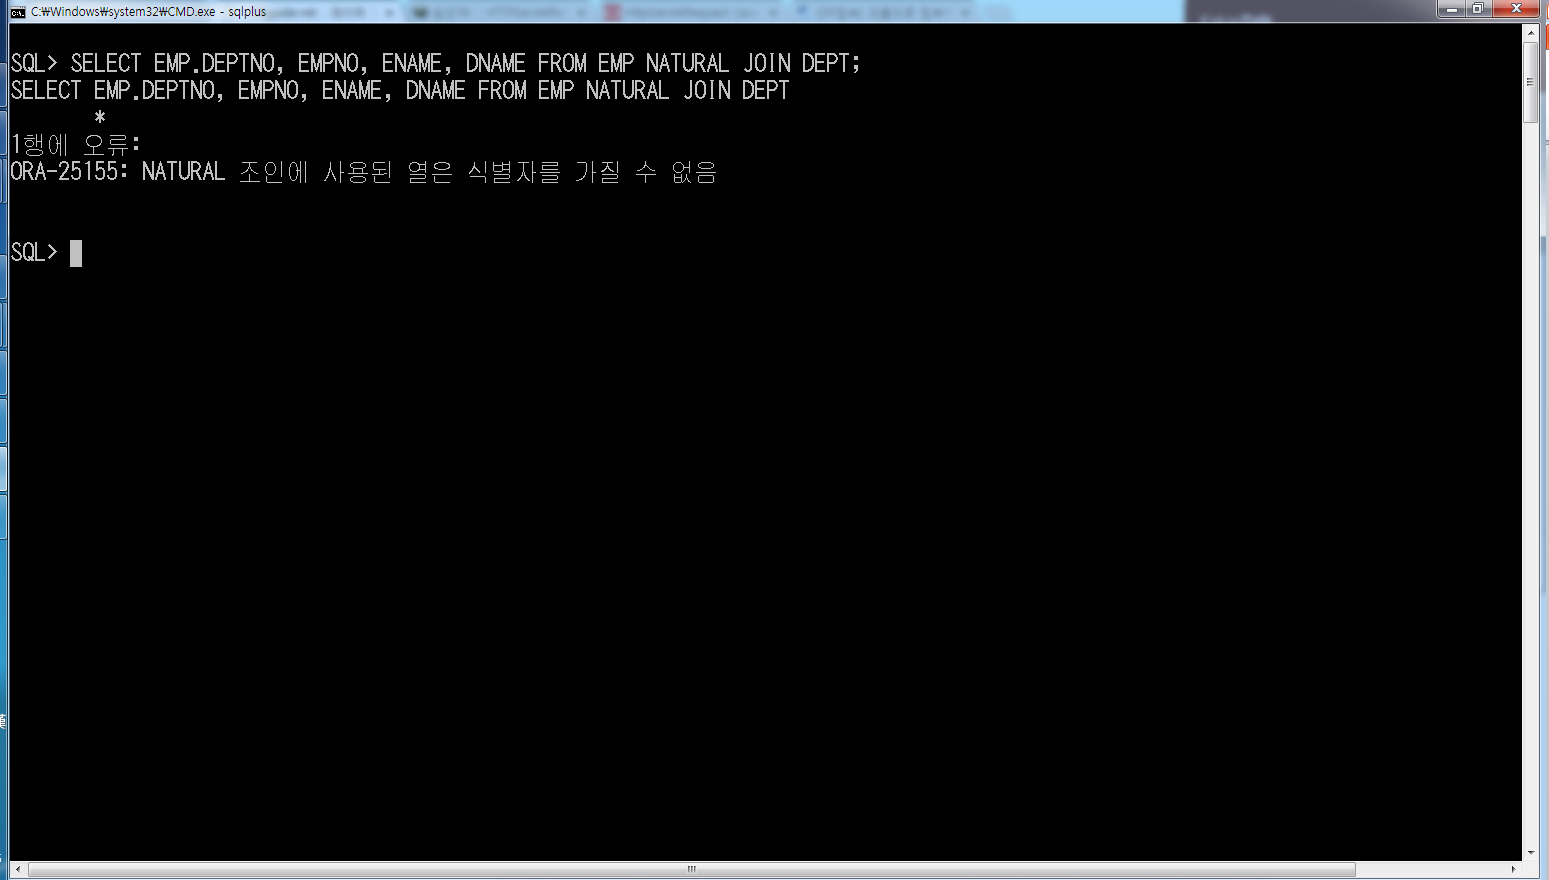 C:₩Windows₩system32₩CMD.exe - sqlplus
SQL> SELECT EMP.DEPTNO, EMPNO, ENAME, DNAME FROM EMP NATURAL JOIN DEPT;
SELECT EMP.DEPTNO, EMPNO, ENAME, DNAME FROM EMP NATURAL JOIN DEPT
*
1행에 오류:
ORA-25155: NATURAL 조인에 사용된 열은 식별자를 가질 수 없음
SQL>